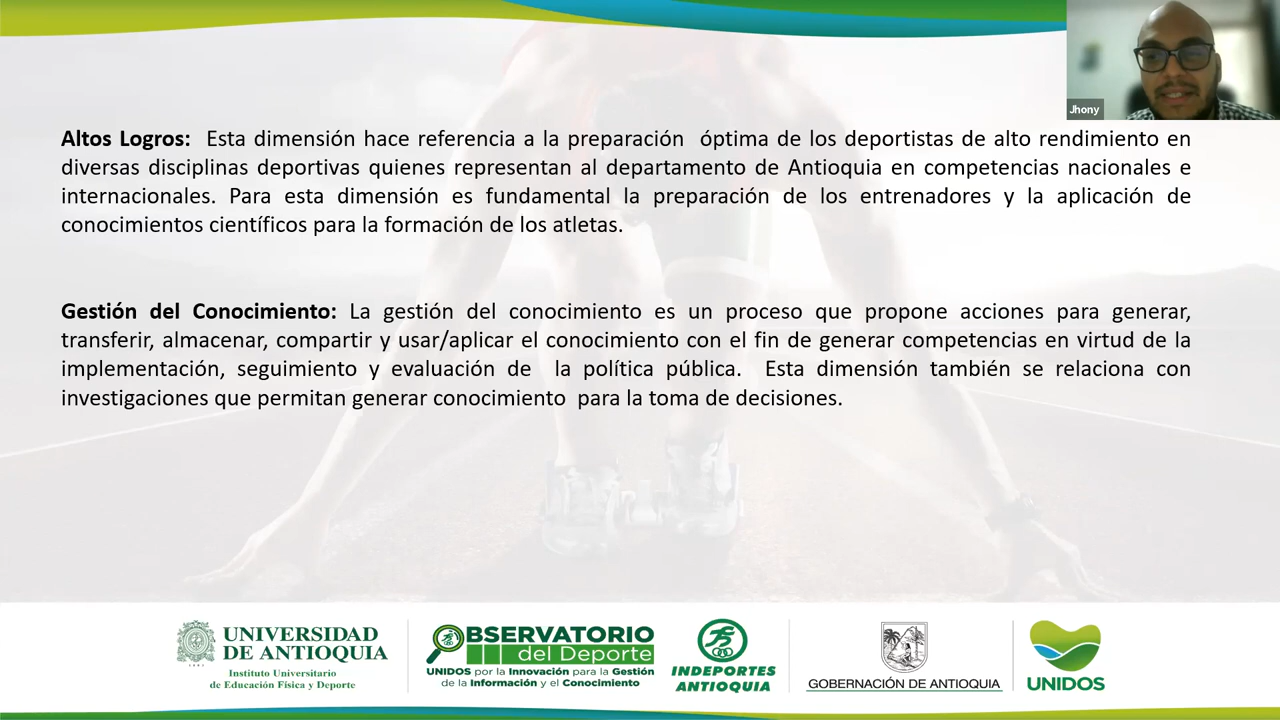 Jhony
Altos Logros: Esta dimensión hace referencia a la preparación óptima de los deportistas de alto rendimiento en
diversas disciplinas deportivas quienes representan al departamento de Antioquia en competencias nacionales e
internacionales. Para esta dimensión es fundamental la preparación de los entrenadores y la aplicación de
conocimientos científicos para la formación de los atletas.
Gestión del Conocimiento: La gestión del conocimiento es un proceso que propone acciones para generar,
transferir, almacenar, compartir y usar/aplicar el conocimiento con el fin de generar competencias en virtud de la
implementación, seguimiento y evaluación de la política pública. Esta dimensión también se relaciona con
investigaciones que permitan generar conocimiento para la toma de decisiones.
UNIVERSIDAD
DE ANTIOQUIA
Instituto Universitario
de Educación Física y Deporte
OBSERVATORIO
del Deporte
UNIDOS por la Innovación para la Gestión
de la Información y el Conocimiento
INDEPORTES
ANTIOQUIA
GOBERNACIÓN DE ANTIOQUIA
UNIDOS